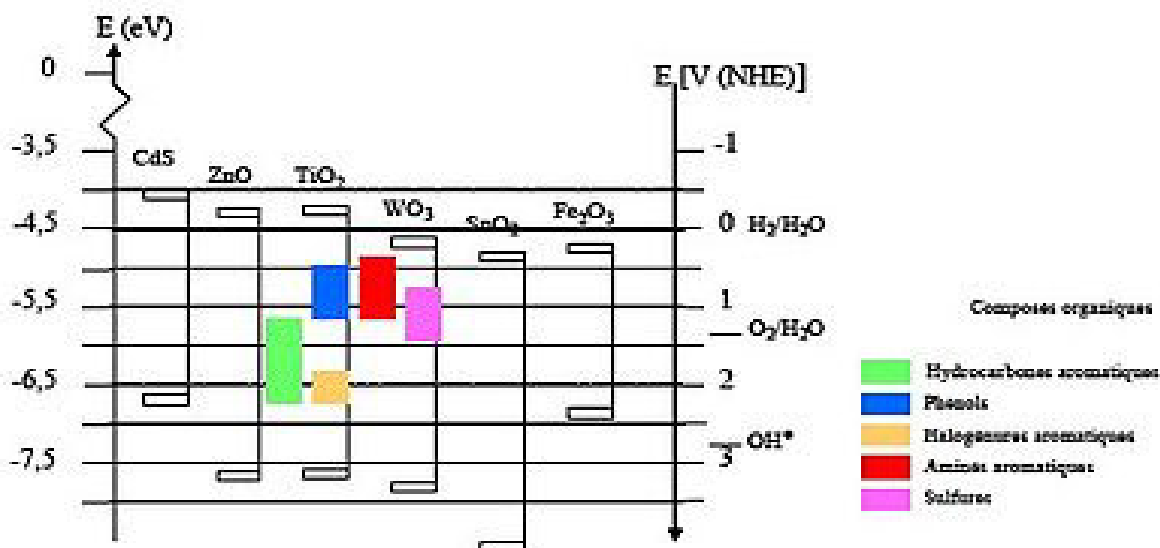 E (eV)
E [V (NHE)]
0
-3,5
-4,5
-5,5
-6,5
-7,5
CdS
ZnO
TiO2
WO3
SnO2
Fe2O3
-1
0 H2/H2O
1
O2/H2O
2
OH*
3
Composes organiques
Hydrocarbones aromatiques
Phenols
Halogénures aromatiques
Amines aromatiques
Sulfures